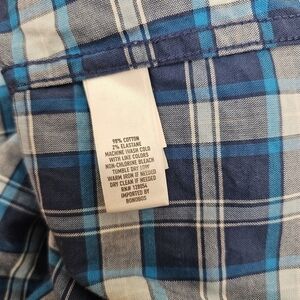 98% COTTON
2% ELASTANE
MACHINE WASH COLD
WITH LIKE COLORS
NON-CHLORINE BLEACH
TUMBLE DRY LOW
WARM IRON IF NEEDED
DRY CLEAN IF NEEDED
RN# 128054
IMPORTED BY
BONOBOS